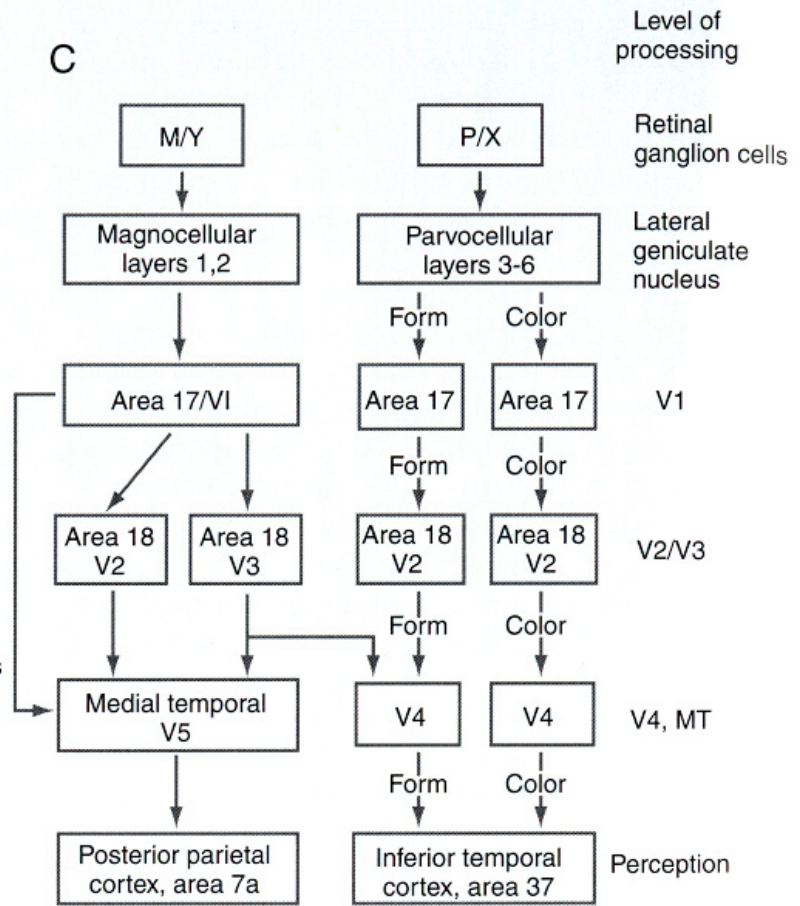 Level of
processing
C
M/Y
P/X
Retinal
ganglion cells
Magnocellular
layers 1,2
Parvocellular
layers 3-6
Lateral
geniculate
nucleus
Form
Color
Area 17/VI
Area 17
Area 17
V1
Form
Color
Area 18
V2
Area 18
V3
Area 18
V2
Area 18
V2
V2/V3
Form
Color
s
Medial temporal
V5
V4
V4
V4, MT
Form
Color
Posterior parietal
cortex, area 7a
Inferior temporal
cortex, area 37
Perception